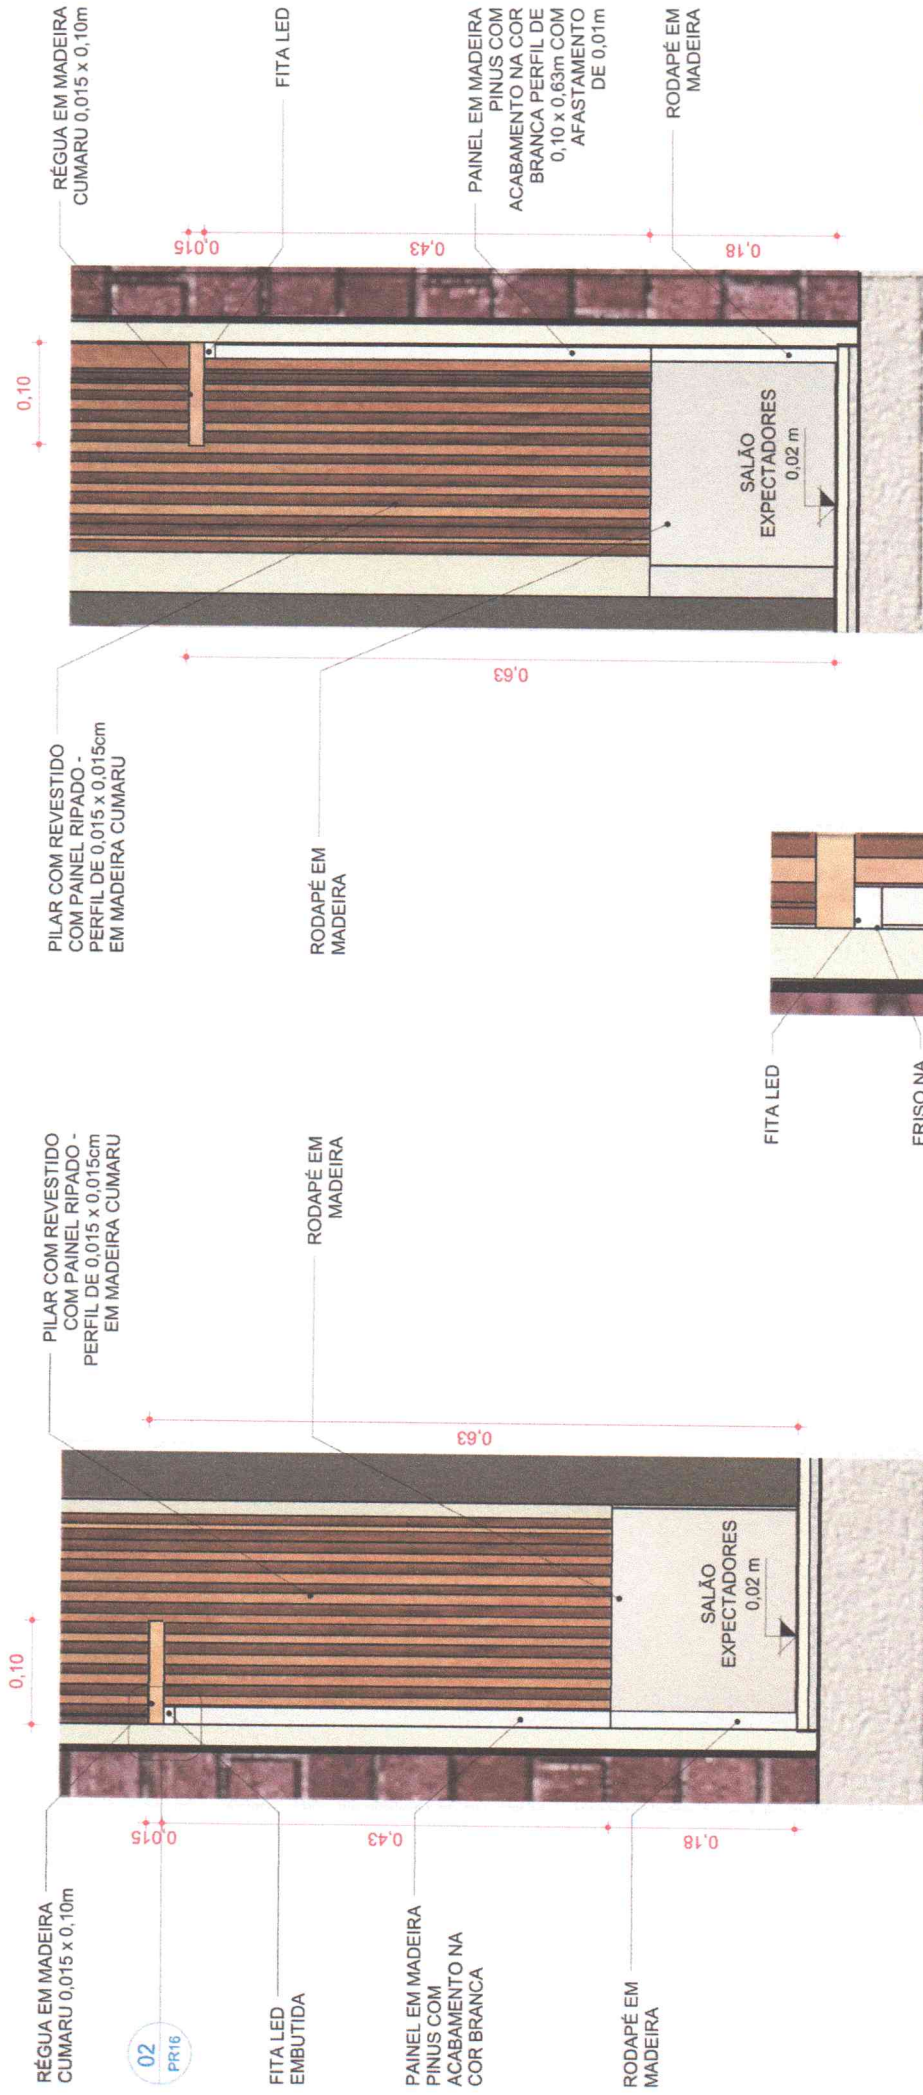 RÉGUA EM MADEIRA
CUMARU 0,015 x 0,10m
02
PR16
FITA LED
EMBUTIDA
PAINEL EM MADEIRA
PINUS COM
ACABAMENTO NA
COR BRANCA
RODAPÉ EM
MADEIRA
0,10
0,015
0,43
0,18
SALÃO
EXPECTADORES
0,02 m
0,63
PILAR COM REVESTIDO
COM PAINEL RIPADO -
PERFIL DE 0,015 x 0,015cm
EM MADEIRA CUMARU
RODAPÉ EM
MADEIRA
FITA LED
FRISO NA
PILAR COM REVESTIDO
COM PAINEL RIPADO -
PERFIL DE 0,015 x 0,015cm
EM MADEIRA CUMARU
RODAPÉ EM
MADEIRA
0,63
0,10
SALÃO
EXPECTADORES
0,02 m
0,015
0,43
0,18
RÉGUA EM MADEIRA
CUMARU 0,015 x 0,10m
FITA LED
PAINEL EM MADEIRA
PINUS COM
ACABAMENTO NA COR
BRANCA PERFIL DE
0,10 x 0,63m COM
AFASTAMENTO
DE 0,01m
RODAPÉ EM
MADEIRA